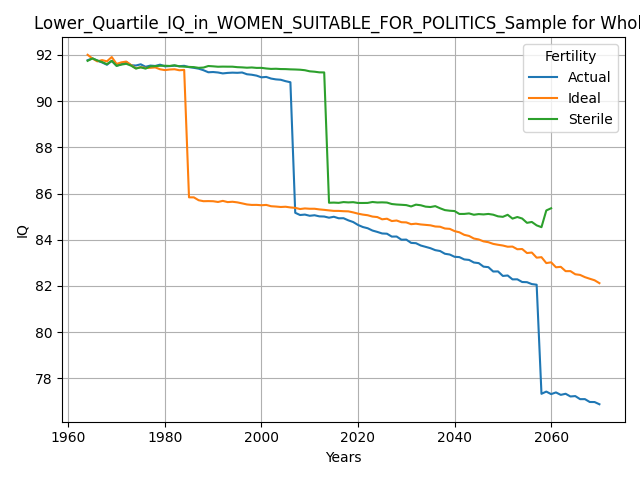 Lower_Quartile_IQ_in_WOMEN_SUITABLE_FOR_POLITICS_Sample for Whol
Fertility
Actual
Ideal
Sterile
IQ
92
90
88
86
84
82
80
78
1960 1980 2000 2020 2040 2060
Years